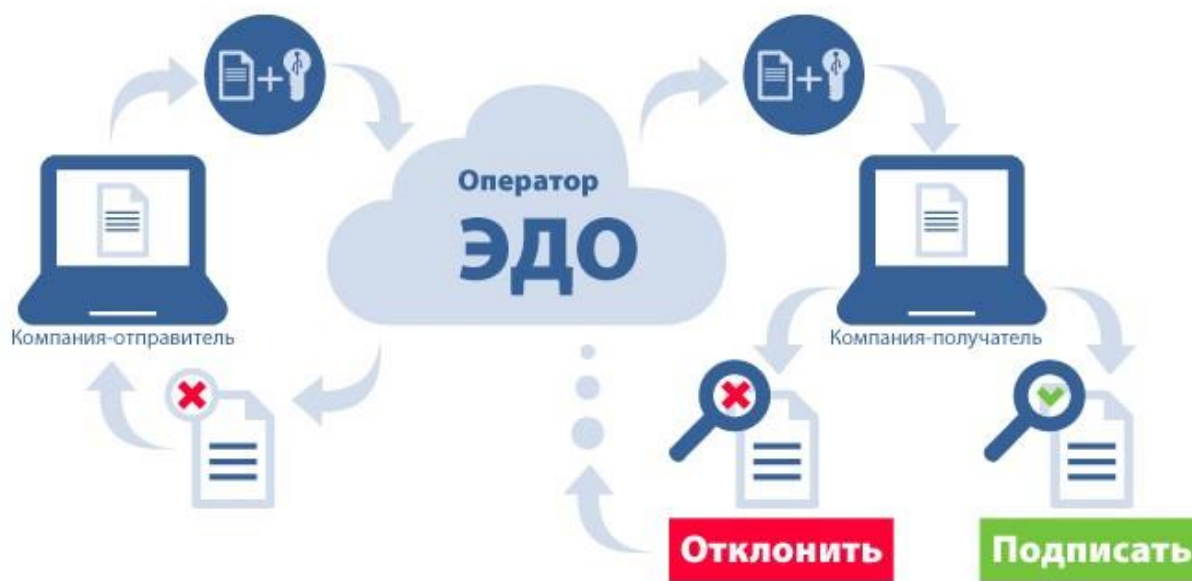 Оператор
ЭДО
Компания-отправитель
Компания-получатель
Отклонить
Подписать